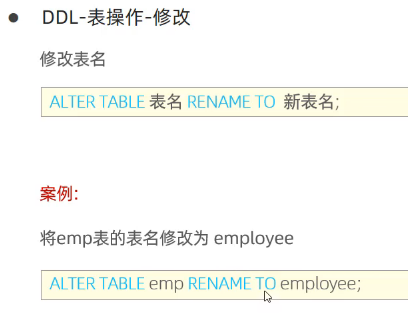 ● DDL-表操作-修改
修改表名
ALTER TABLE 表名 RENAME TO 新表名;
案例:
将emp表的表名修改为 employee
ALTER TABLE emp RENAME TO employee;